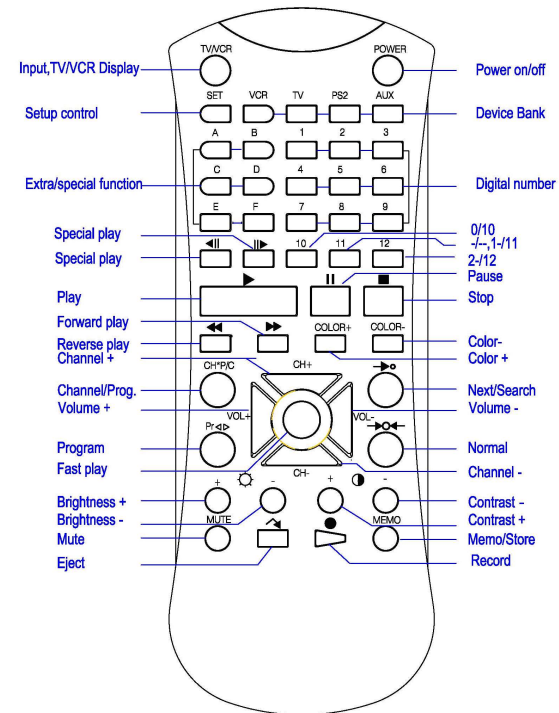 TV/VCR POWER
Input,TV/VCR Display Power on/off
SET VCR TV PS2 AUX
Setup control Device Bank
A B 1 2 3
C D 4 5 6
Extra/special function Digital number
E F 7 8 9
Special play 0/10
-/--,1-/11
10 11 12
Special play 2-/12
Pause
Play Stop
Forward play
COLOR+ COLOR-
Reverse play Color-
Channel + Color +
CH*P/C CH+
Channel/Prog. Next/Search
Volume + VOL+ VOL- Volume -
Pr
Program Normal
Fast play CH- Channel -
+ - + -
Brightness + Contrast -
Brightness - Contrast +
MUTE MEMO
Mute Memo/Store
Eject Record